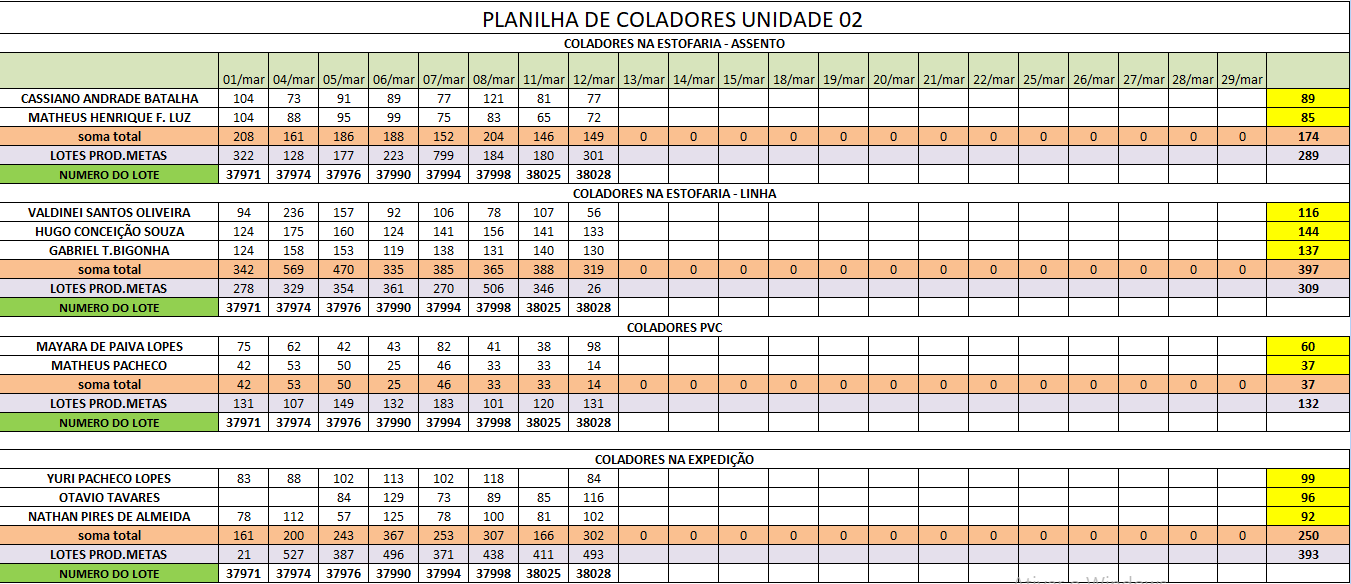 PLANILHA DE COLADORES UNIDADE 02
COLADORES NA ESTOFARIA - ASSENTO
01/mar 04/mar 05/mar 06/mar 07/mar 08/mar 11/mar 12/mar 13/mar 14/mar 15/mar 18/mar 19/mar 20/mar 21/mar 22/mar 25/mar 26/mar 27/mar 28/mar 29/mar
CASSIANO ANDRADE BATALHA 104 73 91 89 77 121 81 77 89
MATHEUS HENRIQUE F. LUZ 104 88 95 99 75 83 65 72 85
soma total 208 161 186 188 152 204 146 149 0 0 0 0 0 0 0 0 0 0 0 0 0 174
LOTES PROD.METAS 322 128 177 223 799 184 180 301 289
NUMERO DO LOTE 37971 37974 37976 37990 37994 37998 38025 38028
COLADORES NA ESTOFARIA - LINHA
VALDINEI SANTOS OLIVEIRA 94 236 157 92 106 78 107 56 116
HUGO CONCEIÇÃO SOUZA 124 175 160 124 141 156 141 133 144
GABRIEL T.BIGONHA 124 158 153 119 138 131 140 130 137
soma total 342 569 470 335 385 365 388 319 0 0 0 0 0 0 0 0 0 0 0 0 0 397
LOTES PROD.METAS 278 329 354 361 270 506 346 26 309
NUMERO DO LOTE 37971 37974 37976 37990 37994 37998 38025 38028
COLADORES PVC
MAYARA DE PAIVA LOPES 75 62 42 43 82 41 38 98 60
MATHEUS PACHECO 42 53 50 25 46 33 33 14 37
soma total 42 53 50 25 46 33 33 14 0 0 0 0 0 0 0 0 0 0 0 0 0 37
LOTES PROD.METAS 131 107 149 132 183 101 120 131 132
NUMERO DO LOTE 37971 37974 37976 37990 37994 37998 38025 38028
COLADORES NA EXPEDIÇÃO
YURI PACHECO LOPES 83 88 102 113 102 118 84 99
OTAVIO TAVARES 84 129 73 89 85 116 96
NATHAN PIRES DE ALMEIDA 78 112 57 125 78 100 81 102 92
soma total 161 200 243 367 253 307 166 302 0 0 0 0 0 0 0 0 0 0 0 0 0 250
LOTES PROD.METAS 21 527 387 496 371 438 411 493 393
NUMERO DO LOTE 37971 37974 37976 37990 37994 37998 38025 38028